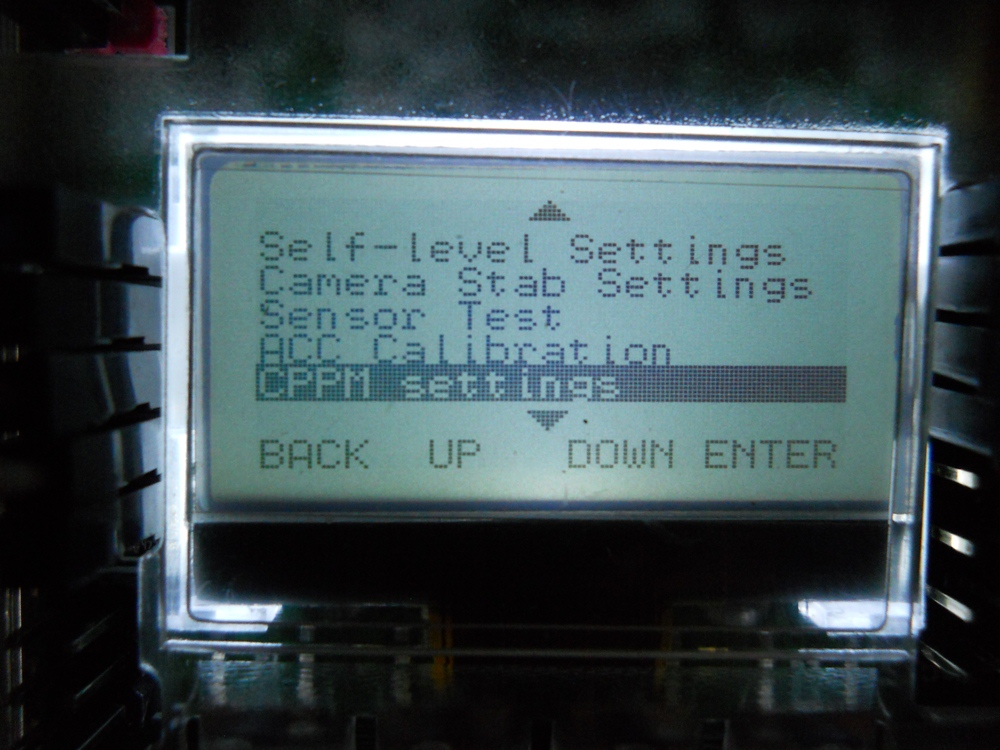 Self-level Settings
Camera Stab Settings
Sensor Test
ACC Calibration
CPPM settings
BACK UP DOWN ENTER